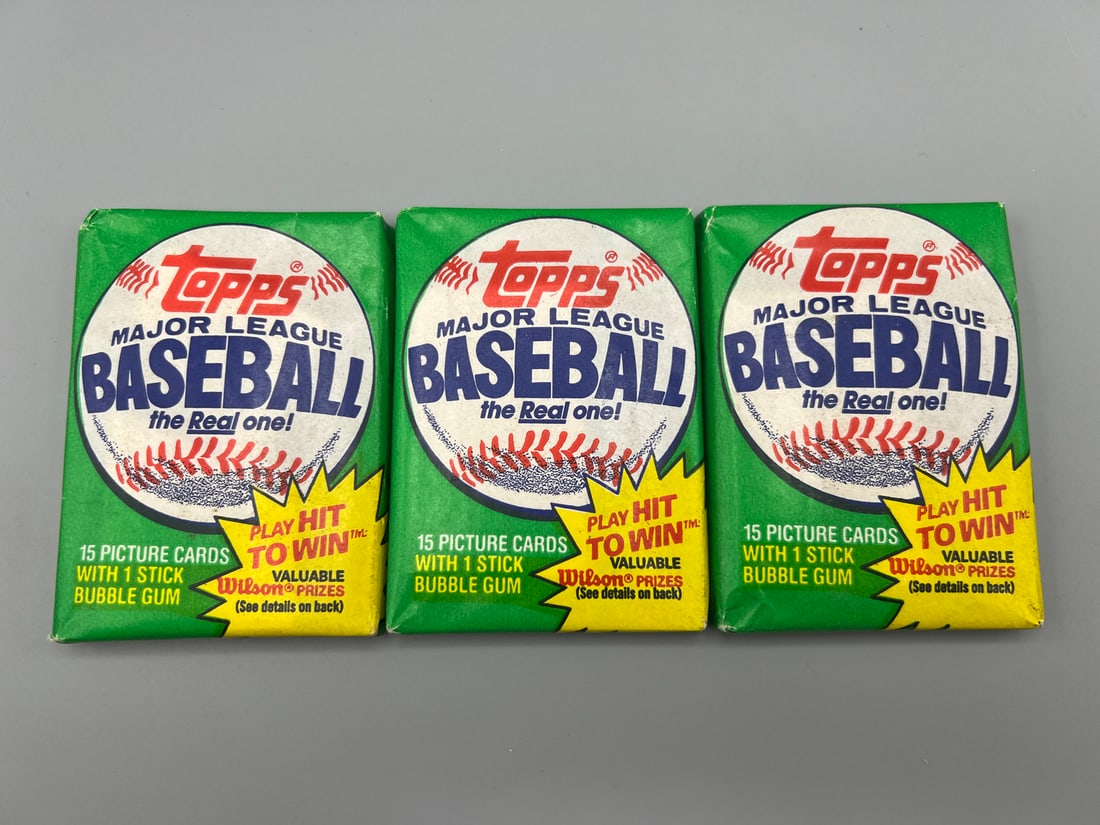 Topps®
MAJOR LEAGUE
BASEBALL
the Real one!
PLAY HIT
TO WIN™:
15 PICTURE CARDS
WITH 1 STICK
BUBBLE GUM
VALUABLE
Wilson® PRIZES
(See details on back)
Topps®
MAJOR LEAGUE
BASEBALL
the Real one!
PLAY HIT
TO WIN™:
15 PICTURE CARDS
WITH 1 STICK
BUBBLE GUM
VALUABLE
Wilson® PRIZES
(See details on back)
Topps®
MAJOR LEAGUE
BASEBALL
the Real one!
PLAY HIT
TO WIN™:
15 PICTURE CARDS
WITH 1 STICK
BUBBLE GUM
VALUABLE
Wilson® PRIZES
(See details on back)